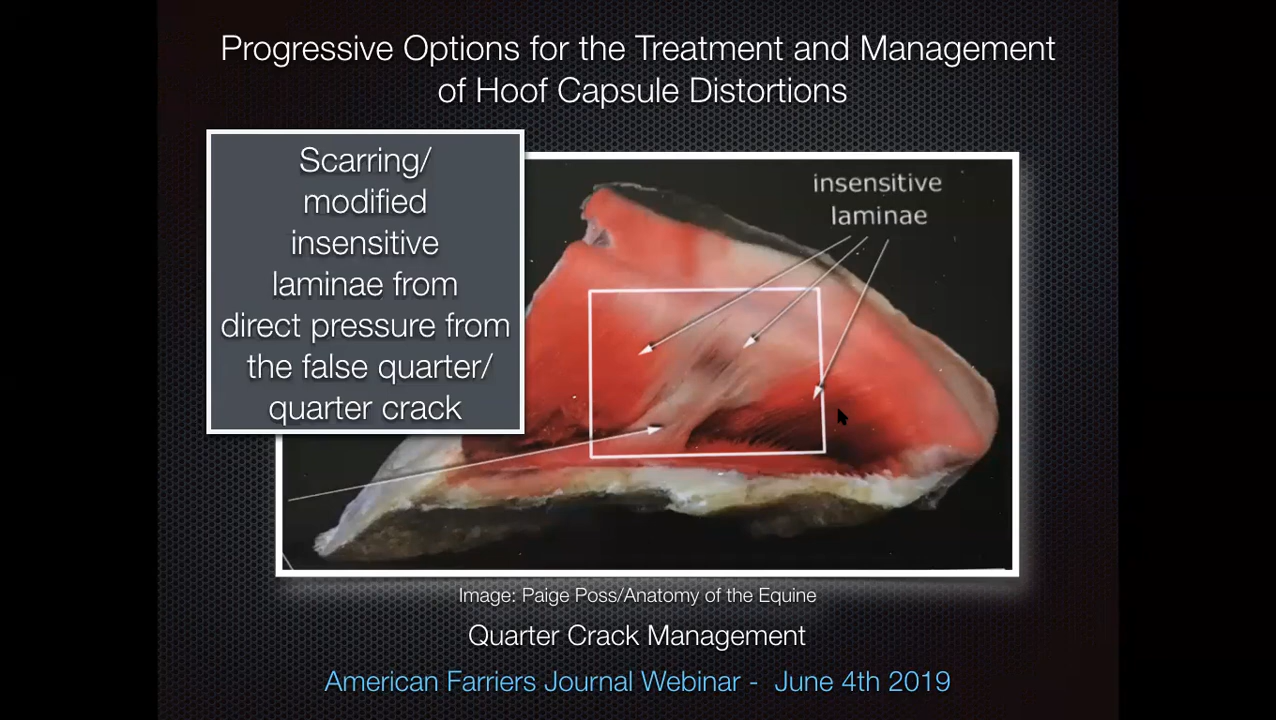 Progressive Options for the Treatment and Management
of Hoof Capsule Distortions
Scarring/
modified
insensitive
laminae from
direct pressure from
the false quarter/
quarter crack
insensitive
laminae
Image: Paige Poss/Anatomy of the Equine
Quarter Crack Management
American Farriers Journal Webinar - June 4th 2019